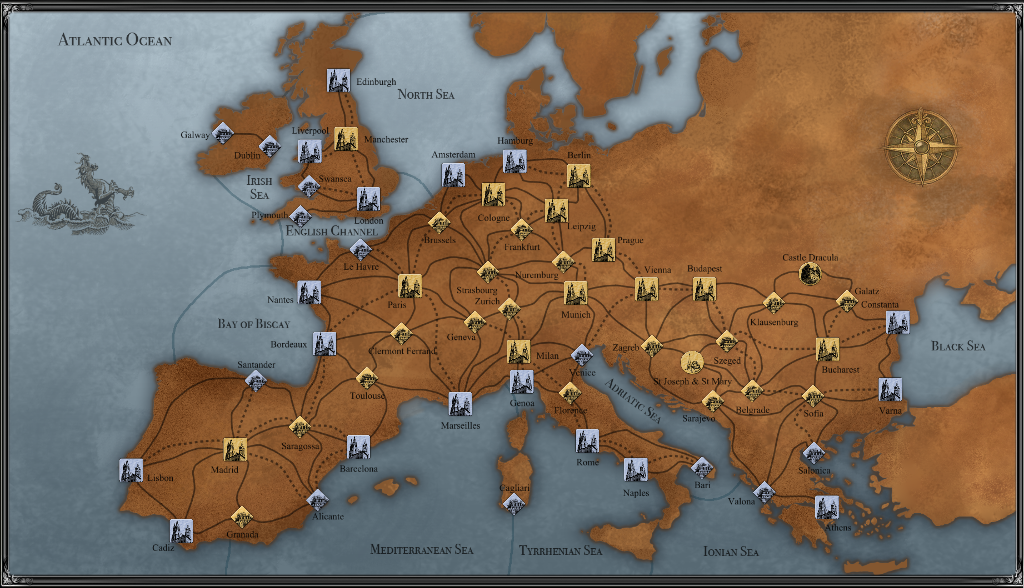 Atlantic Ocean
Edinburgh
North Sea
Galway
Liverpool
Manchester
Dublin
Hamburg
Amsterdam
Berlin
Irish Sea
Swansea
Plymouth
London
English Channel
Cologne
Leipzig
Brussels
Frankfurt
Prague
Le Havre
Castle Dracula
Nuremburg
Vienna
Budapest
Strasbourg
Galatz
Nantes
Paris
Zurich
Constanta
Munich
Klausenburg
Bay of Biscay
Geneva
Bordeaux
Clermont Ferrand
Zagreb
Black Sea
Milan
Szeged
Santander
Venice
Bucharest
St Joseph & St Mary
Toulouse
Genoa
Florence
Adriatic Sea
Belgrade
Sofia
Varna
Marseilles
Sarajevo
Saragossa
Madrid
Barcelona
Rome
Salonica
Lisbon
Cagliari
Naples
Bari
Valona
Alicante
Athens
Granada
Cadiz
Mediterranean Sea
Tyrrhenian Sea
Ionian Sea